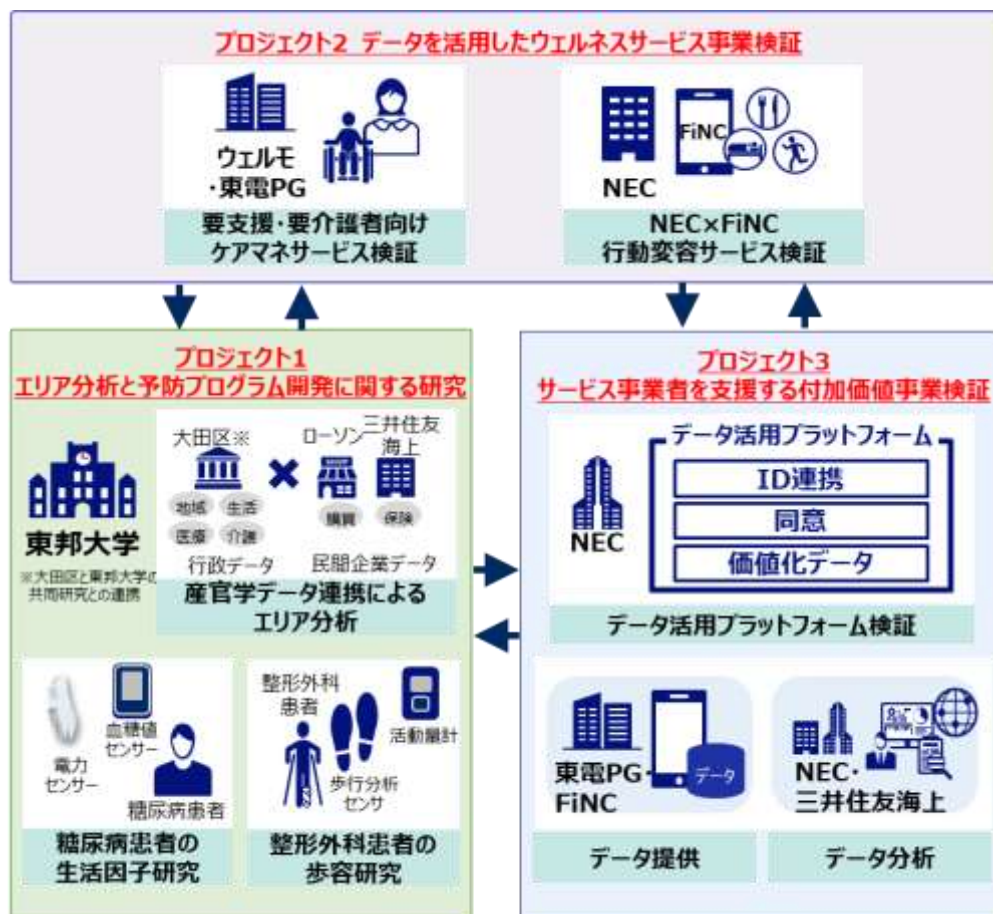 プロジェクト2 データを活用したウェルネスサービス事業検証
ウェルモ
・東電PG
要支援・要介護者向け
ケアマネサービス検証
FiNC
NEC
NEC×FiNC
行動変容サービス検証
プロジェクト1
エリア分析と予防プログラム開発に関する研究
東邦大学
※大田区と東邦大学の
共同研究との連携
大田区※
地域
生活
医療
介護
行政データ
ローソン
三井住友
海上
購買
保険
民間企業データ
産官学データ連携による
エリア分析
電力
センサー
血糖値
センサー
糖尿病患者
糖尿病患者の
生活因子研究
整形外科
患者
活動量計
歩行分析
センサ
整形外科患者の
歩容研究
プロジェクト3
サービス事業者を支援する付加価値事業検証
NEC
データ活用プラットフォーム
ID連携
同意
価値化データ
データ活用プラットフォーム検証
東電PG・
FiNC
データ
データ提供
NEC・
三井住友海上
データ分析